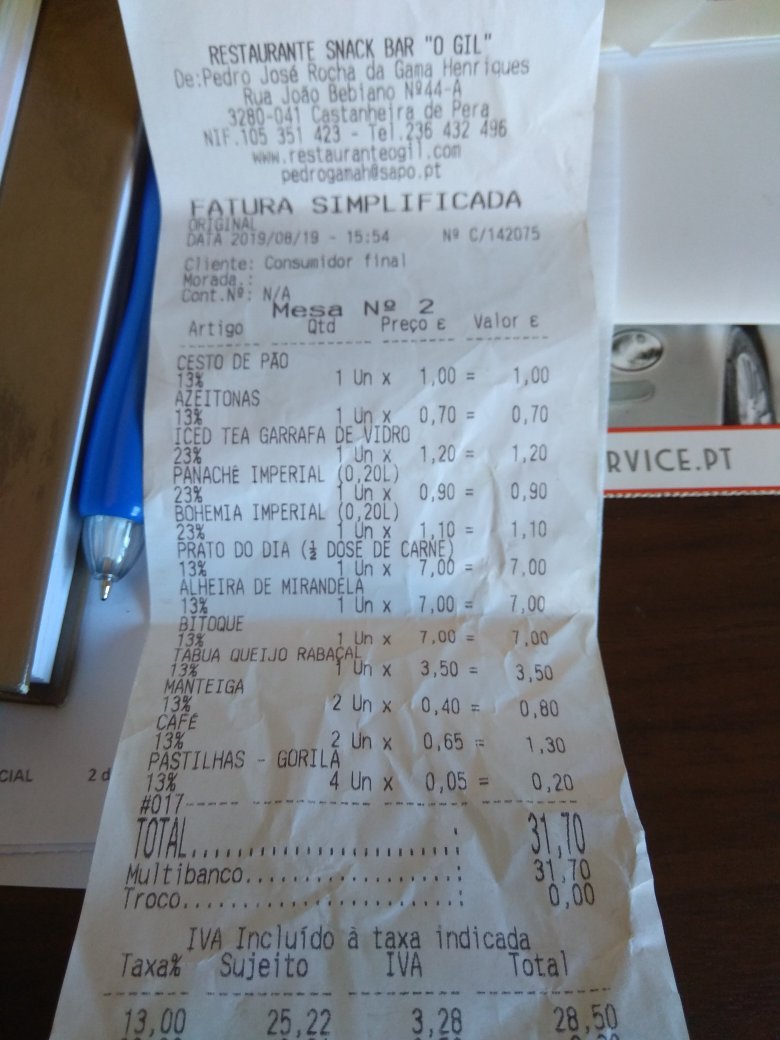 RESTAURANTE SNACK BAR "O GIL"
De:Pedro José Rocha da Gama Henriques
Rua João Bebiano Nº44-A
3280-041 Castanheira de Pera
NIF.105 351 423 - Tel.236 432 496
www.restauranteogil.com
pedrogamah@sapo.pt
FATURA SIMPLIFICADA
ORIGINAL
DATA 2019/08/19 - 15:54 Nº C/142075
Cliente: Consumidor final
Morada.:
Cont.Nº: N/A
Mesa Nº 2
Artigo Qtd Preço € Valor €
CESTO DE PÃO
13% 1 Un x 1,00 = 1,00
AZEITONAS
13% 1 Un x 0,70 = 0,70
ICED TEA GARRAFA DE VIDRO
23% 1 Un x 1,20 = 1,20
PANACHE IMPERIAL (0,20L)
23% 1 Un x 0,90 = 0,90
BOHEMIA IMPERIAL (0,20L)
23% 1 Un x 1,10 = 1,10
PRATO DO DIA (½ DOSE DE CARNE)
13% 1 Un x 7,00 = 7,00
ALHEIRA DE MIRANDELA
13% 1 Un x 7,00 = 7,00
BITOQUE
13% 1 Un x 7,00 = 7,00
TÁBUA QUEIJO RABAÇAL
13% 1 Un x 3,50 = 3,50
MANTEIGA
13% 2 Un x 0,40 = 0,80
CAFÉ
13% 2 Un x 0,65 = 1,30
PASTILHAS - GORILA
13% 4 Un x 0,05 = 0,20
#017
TOTAL..........................: 31,70
Multibanco....................: 31,70
Troco.........................: 0,00
IVA Incluído à taxa indicada
Taxa% Sujeito IVA Total
13,00 25,22 3,28 28,50
RVICE.PT
CIAL 2 d